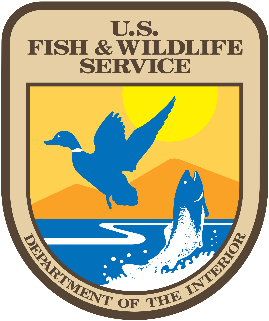 U.S.
FISH & WILDLIFE
SERVICE
DEPARTMENT OF THE INTERIOR